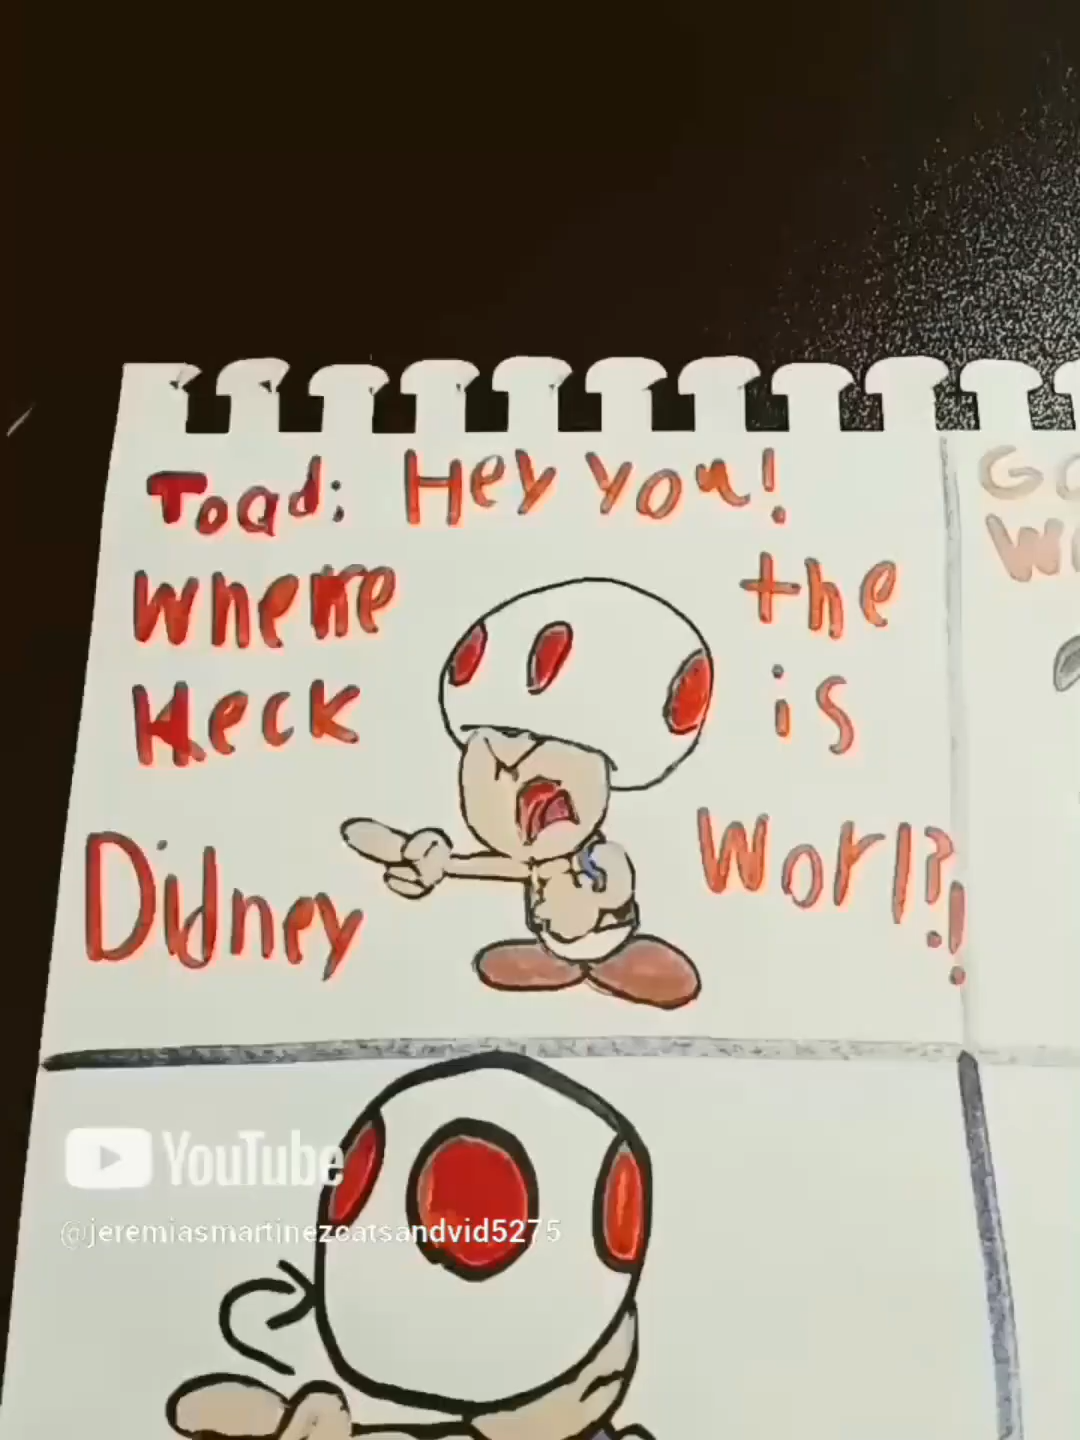 Toad: Hey You!
Where the
Heck is
Didney Worl?!
YouTube
@jeremiasmartinezcatsandvid5275